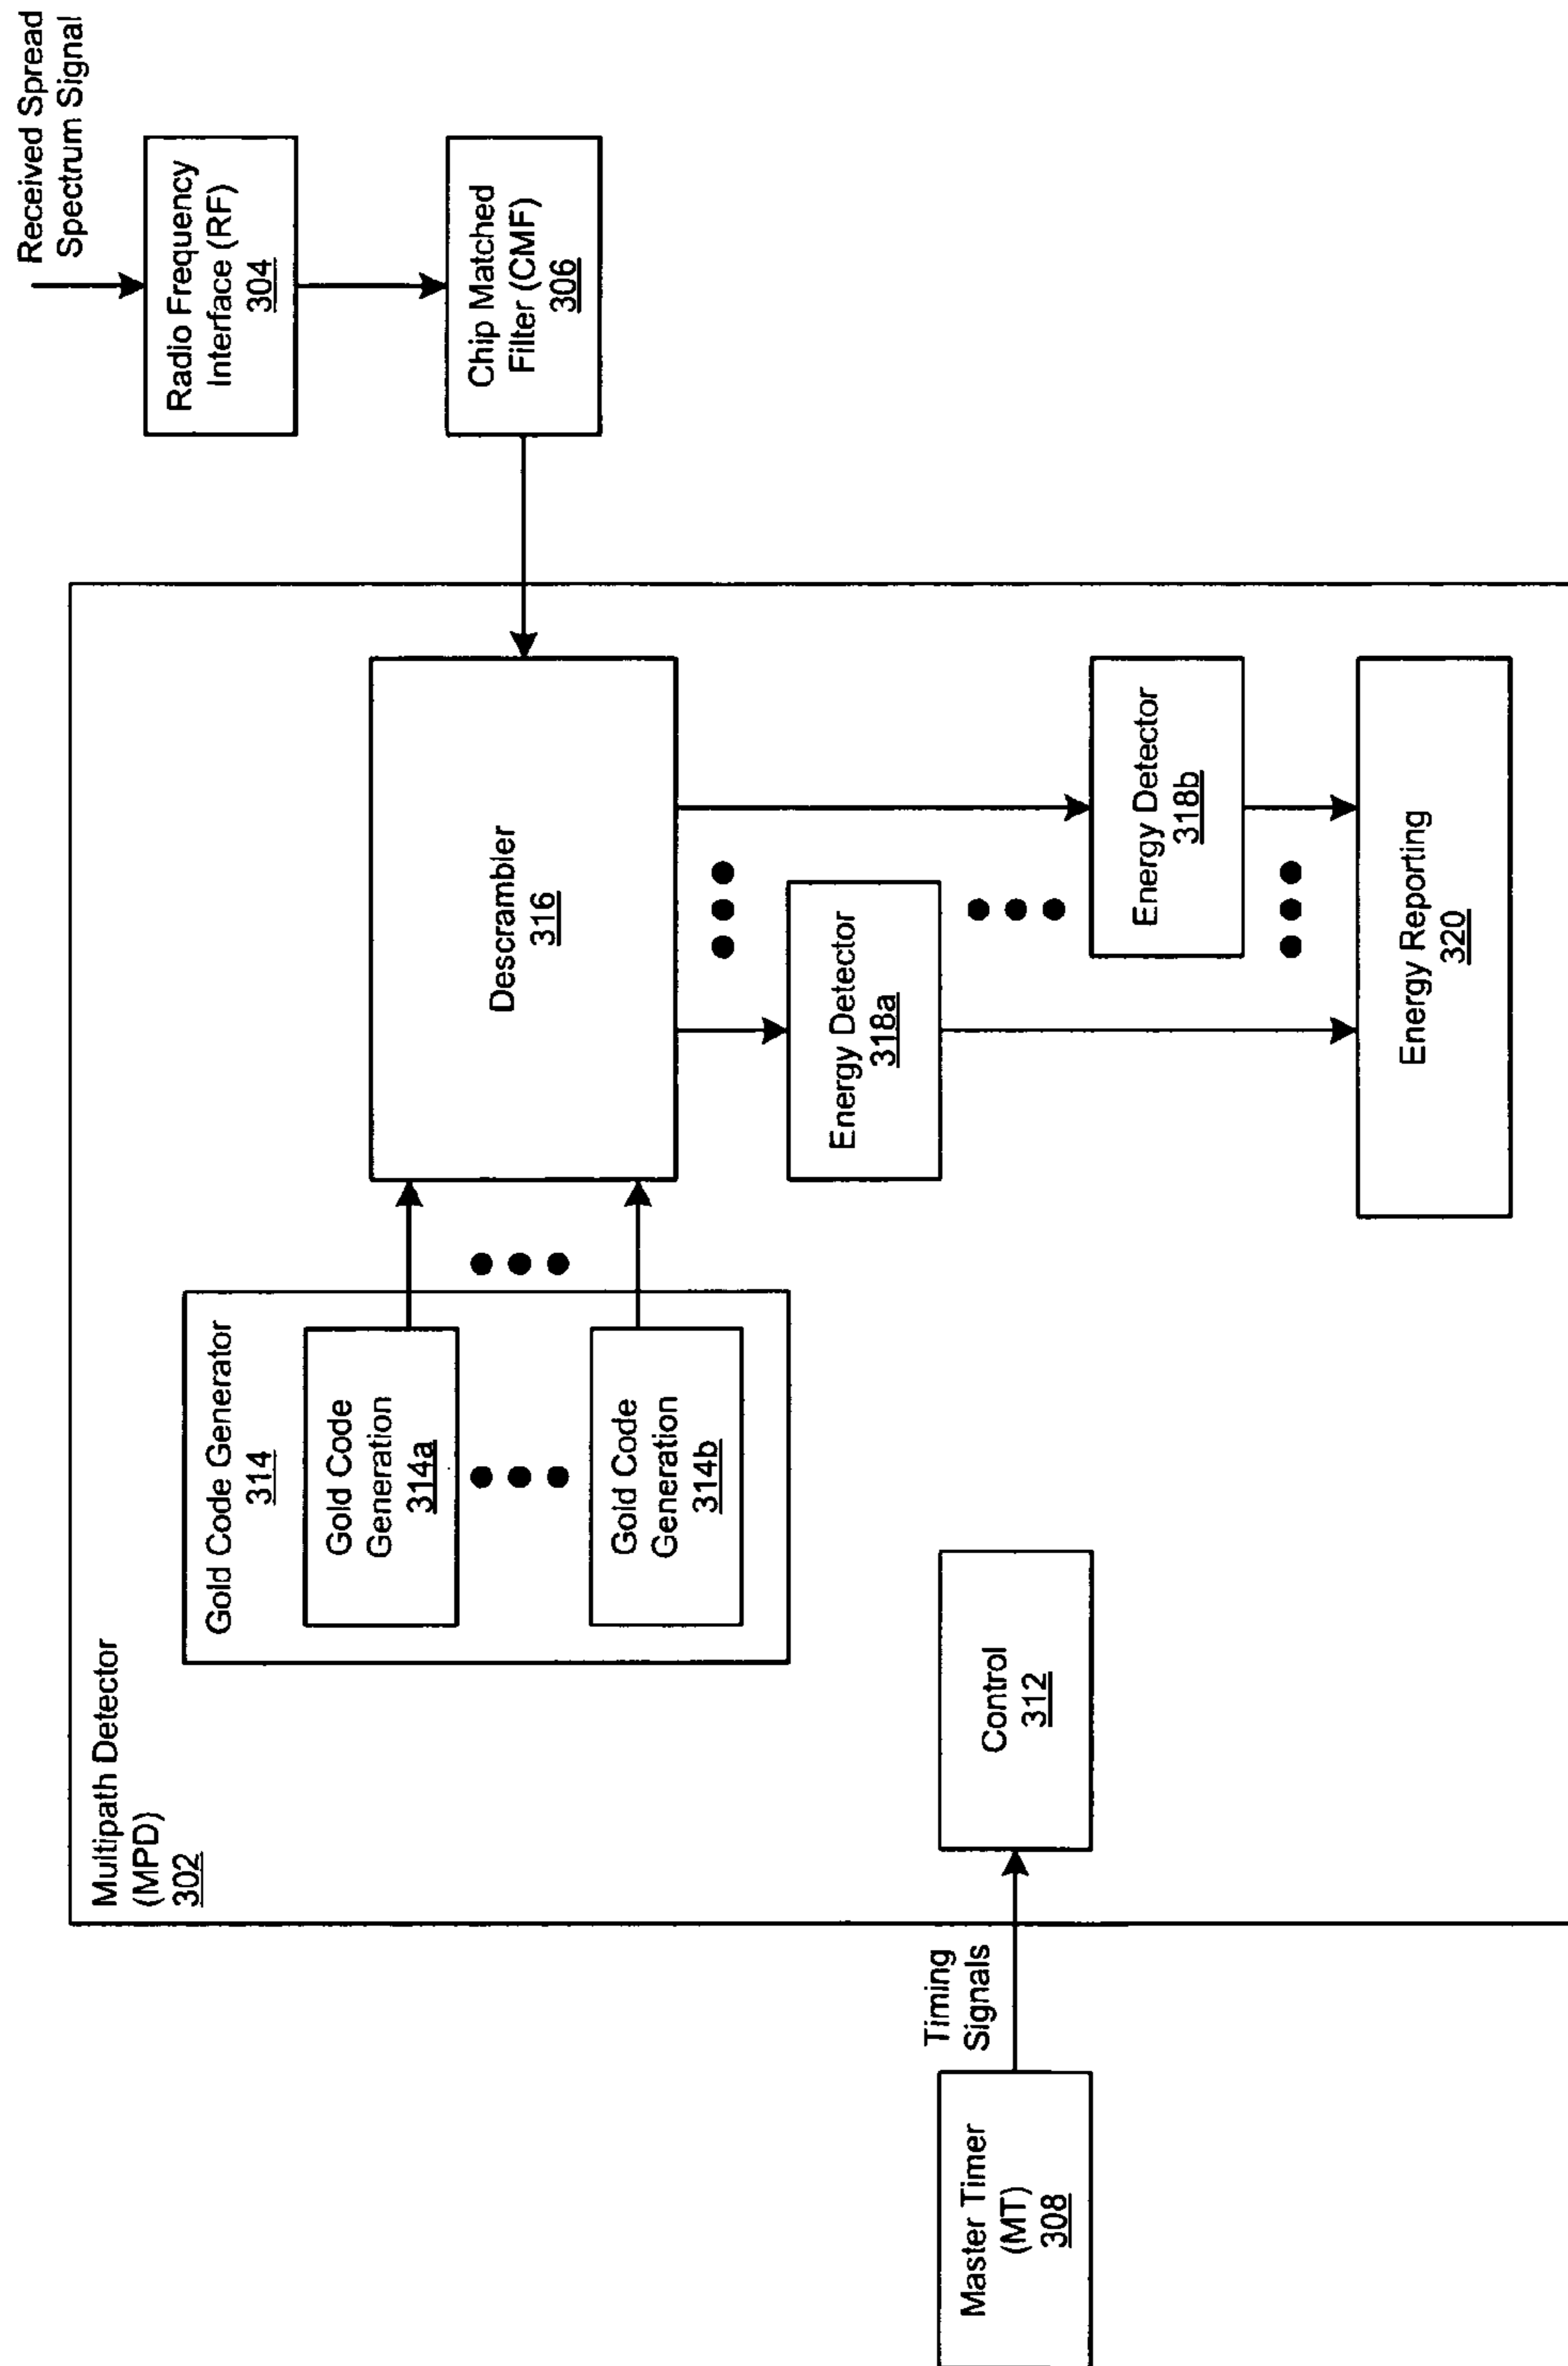 Received Spread
Spectrum Signal
Radio Frequency
Interface (RF)
304
Chip Matched
Filter (CMF)
306
Multipath Detector
(MPD)
302
Gold Code Generator
314
Gold Code
Generation
314a
Gold Code
Generation
314b
Descrambler
316
Energy Detector
318a
Energy Detector
318b
Energy Reporting
320
Control
312
Timing
Signals
Master Timer
(MT)
308